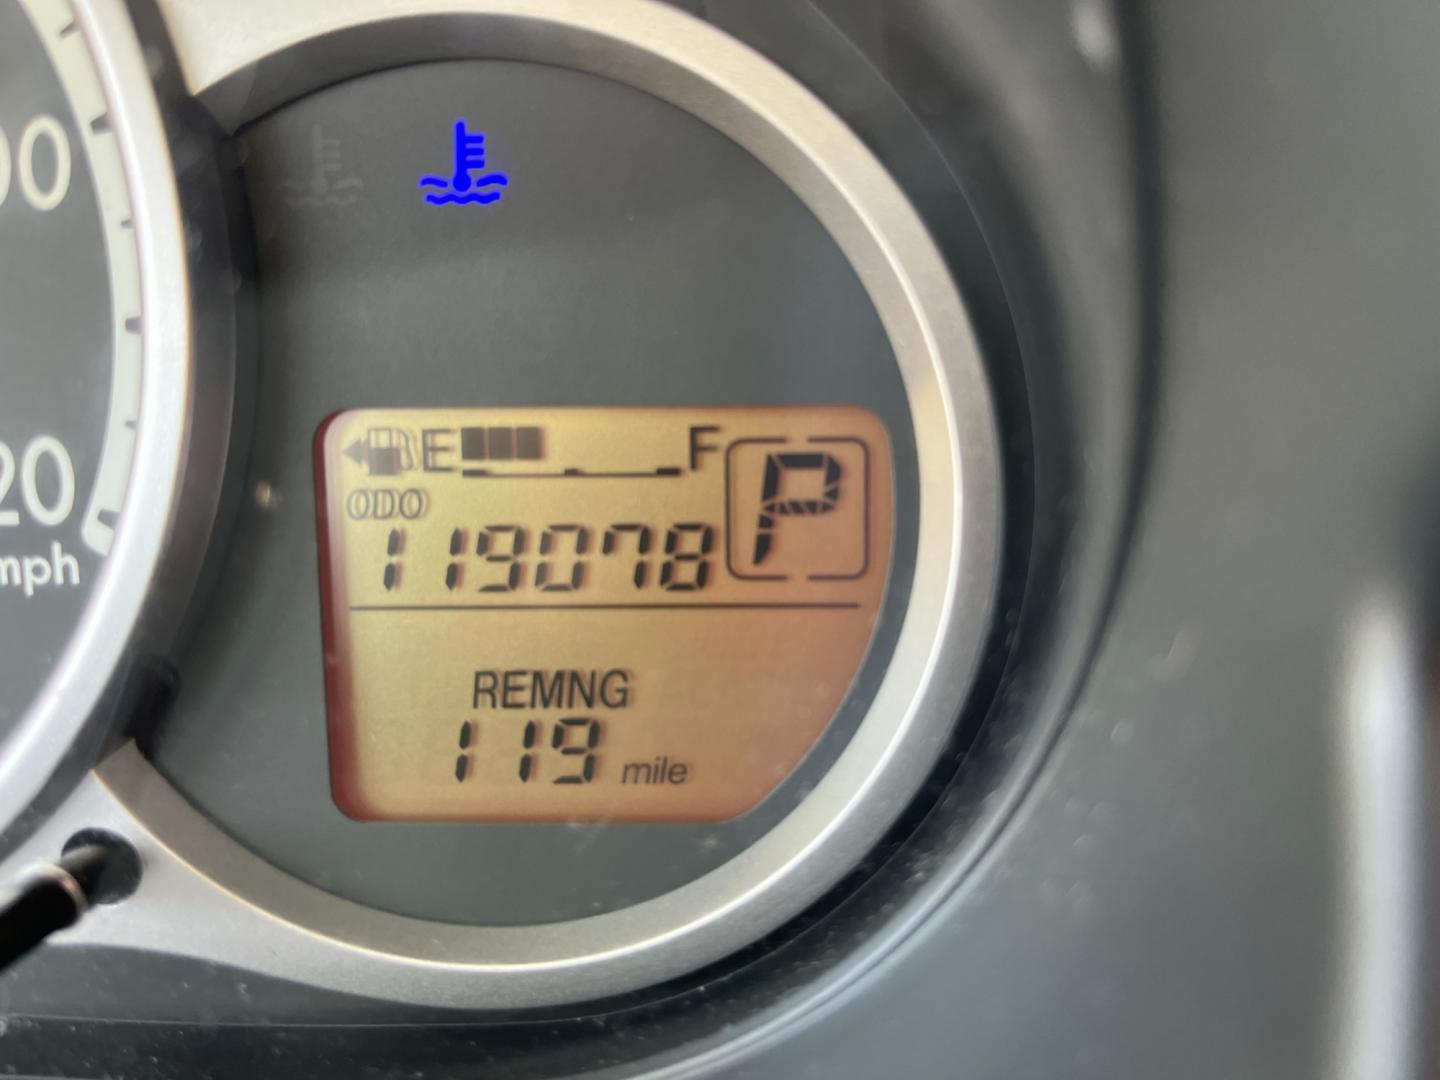 00
20
mph
E F
P
ODO
119078
REMNG
119 mile